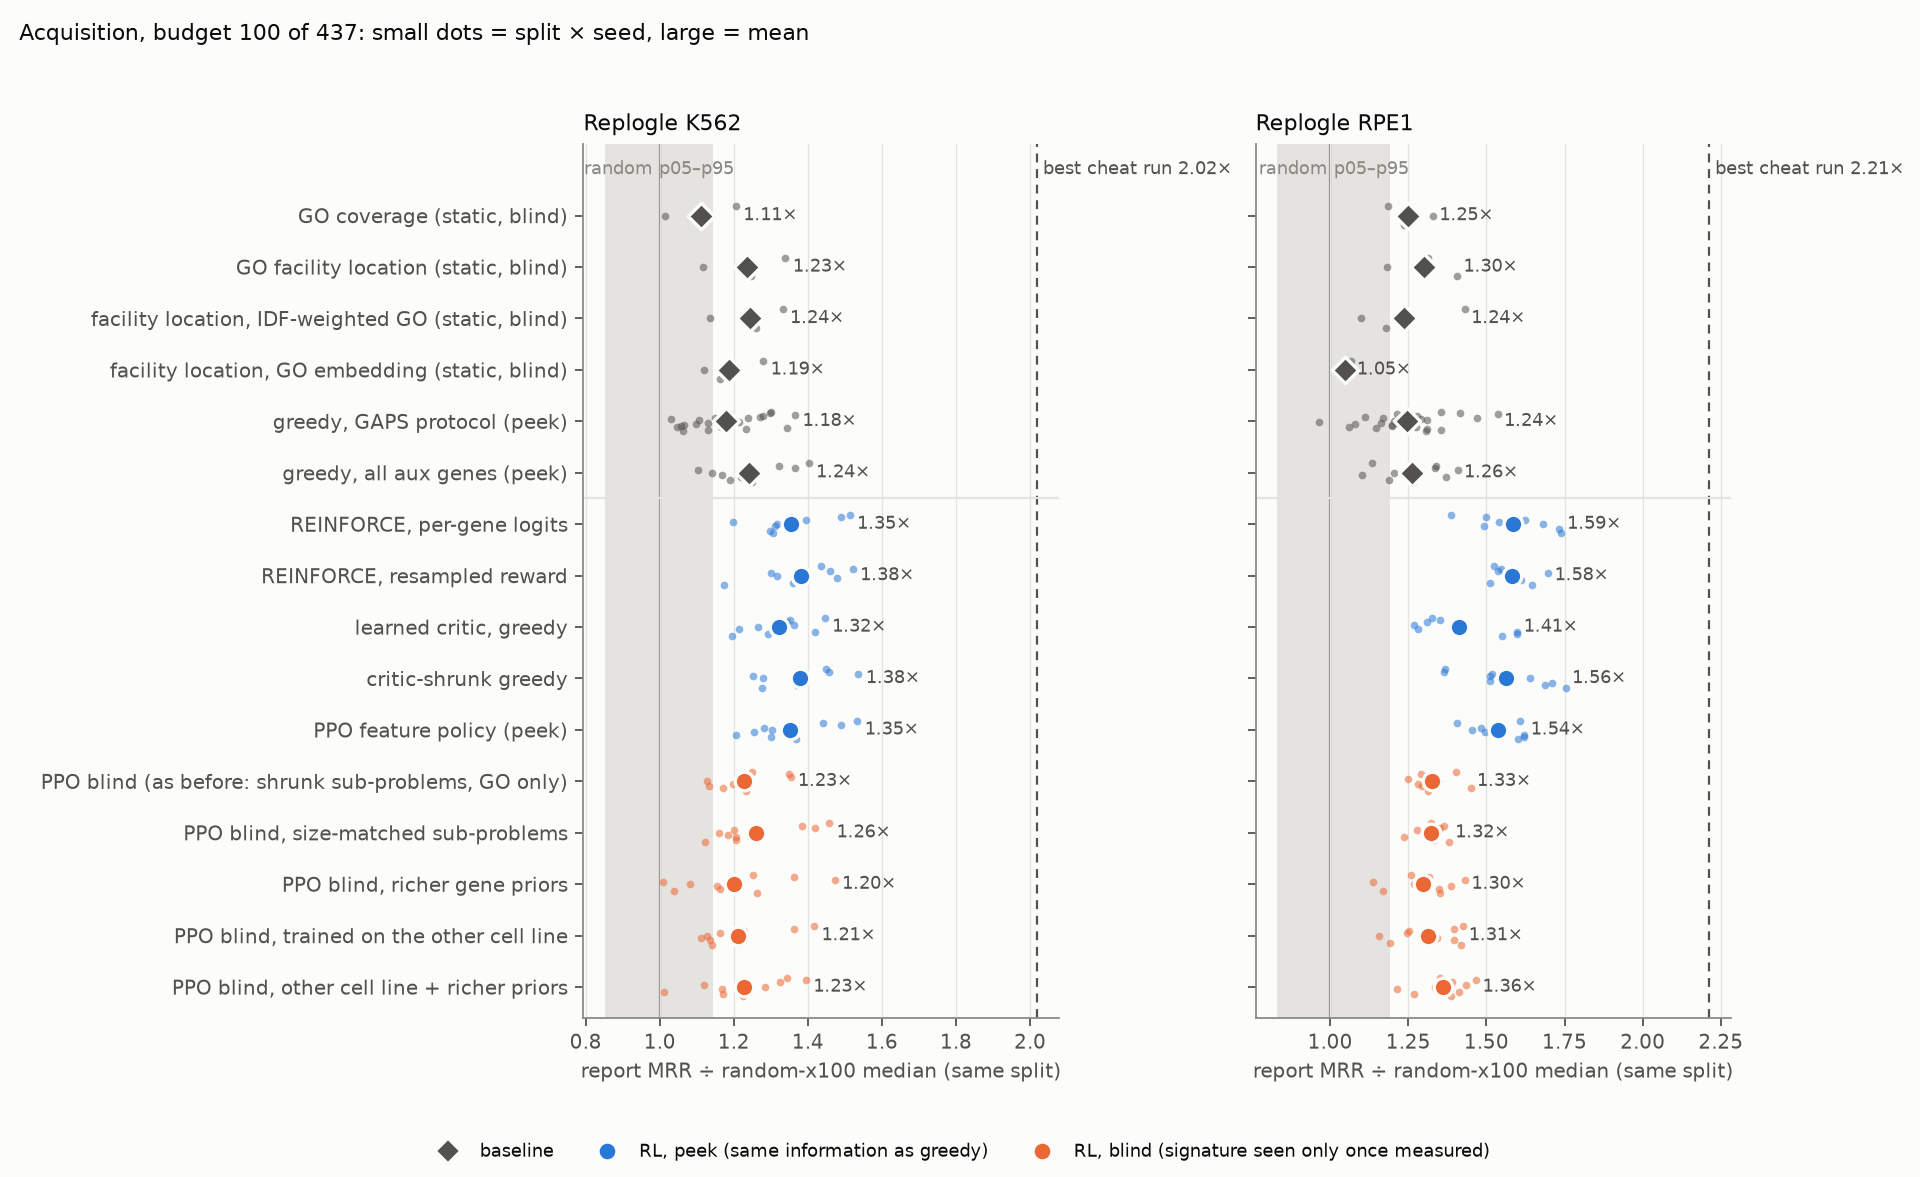 Acquisition, budget 100 of 437: small dots = split × seed, large = mean
Replogle K562
Replogle RPE1
random p05–p95
best cheat run 2.02×
random p05–p95
best cheat run 2.21×
GO coverage (static, blind)
1.11×
1.25×
GO facility location (static, blind)
1.23×
1.30×
facility location, IDF-weighted GO (static, blind)
1.24×
1.24×
facility location, GO embedding (static, blind)
1.19×
1.05×
greedy, GAPS protocol (peek)
1.18×
1.24×
greedy, all aux genes (peek)
1.24×
1.26×
REINFORCE, per-gene logits
1.35×
1.59×
REINFORCE, resampled reward
1.38×
1.58×
learned critic, greedy
1.32×
1.41×
critic-shrunk greedy
1.38×
1.56×
PPO feature policy (peek)
1.35×
1.54×
PPO blind (as before: shrunk sub-problems, GO only)
1.23×
1.33×
PPO blind, size-matched sub-problems
1.26×
1.32×
PPO blind, richer gene priors
1.20×
1.30×
PPO blind, trained on the other cell line
1.21×
1.31×
PPO blind, other cell line + richer priors
1.23×
1.36×
0.8 1.0 1.2 1.4 1.6 1.8 2.0
1.00 1.25 1.50 1.75 2.00 2.25
report MRR ÷ random-x100 median (same split)
report MRR ÷ random-x100 median (same split)
baseline
RL, peek (same information as greedy)
RL, blind (signature seen only once measured)